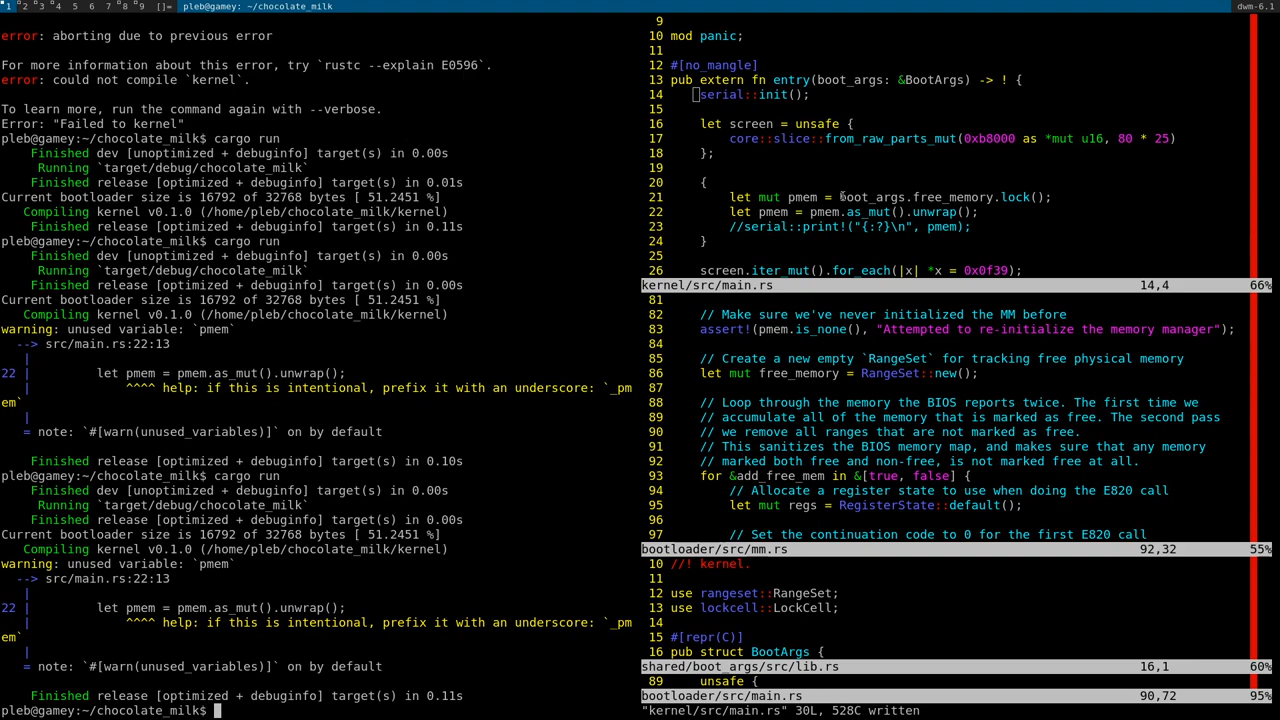 1 2 3 4 5 6 7 8 9 []= pleb@gamey: ~/chocolate_milk dwm-6.1
error: aborting due to previous error
For more information about this error, try `rustc --explain E0596`.
error: could not compile `kernel`.
To learn more, run the command again with --verbose.
Error: "Failed to kernel"
pleb@gamey:~/chocolate_milk$ cargo run
    Finished dev [unoptimized + debuginfo] target(s) in 0.00s
     Running `target/debug/chocolate_milk`
    Finished release [optimized + debuginfo] target(s) in 0.01s
Current bootloader size is 16792 of 32768 bytes [ 51.2451 %]
   Compiling kernel v0.1.0 (/home/pleb/chocolate_milk/kernel)
    Finished release [optimized + debuginfo] target(s) in 0.11s
pleb@gamey:~/chocolate_milk$ cargo run
    Finished dev [unoptimized + debuginfo] target(s) in 0.00s
     Running `target/debug/chocolate_milk`
    Finished release [optimized + debuginfo] target(s) in 0.00s
Current bootloader size is 16792 of 32768 bytes [ 51.2451 %]
   Compiling kernel v0.1.0 (/home/pleb/chocolate_milk/kernel)
warning: unused variable: `pmem`
  --> src/main.rs:22:13
   |
22 |         let pmem = pmem.as_mut().unwrap();
   |             ^^^^ help: if this is intentional, prefix it with an underscore: `_pm
em`
   |
   = note: `#[warn(unused_variables)]` on by default
    Finished release [optimized + debuginfo] target(s) in 0.10s
pleb@gamey:~/chocolate_milk$ cargo run
    Finished dev [unoptimized + debuginfo] target(s) in 0.00s
     Running `target/debug/chocolate_milk`
    Finished release [optimized + debuginfo] target(s) in 0.00s
Current bootloader size is 16792 of 32768 bytes [ 51.2451 %]
   Compiling kernel v0.1.0 (/home/pleb/chocolate_milk/kernel)
warning: unused variable: `pmem`
  --> src/main.rs:22:13
   |
22 |         let pmem = pmem.as_mut().unwrap();
   |             ^^^^ help: if this is intentional, prefix it with an underscore: `_pm
em`
   |
   = note: `#[warn(unused_variables)]` on by default
    Finished release [optimized + debuginfo] target(s) in 0.11s
pleb@gamey:~/chocolate_milk$
9
10 mod panic;
11
12 #[no_mangle]
13 pub extern fn entry(boot_args: &BootArgs) -> ! {
14     serial::init();
15
16     let screen = unsafe {
17         core::slice::from_raw_parts_mut(0xb8000 as *mut u16, 80 * 25)
18     };
19
20     {
21         let mut pmem = boot_args.free_memory.lock();
22         let pmem = pmem.as_mut().unwrap();
23         //serial::print!("{:?}\n", pmem);
24     }
25
26     screen.iter_mut().for_each(|x| *x = 0x0f39);
kernel/src/main.rs 14,4 66%
81
82     // Make sure we've never initialized the MM before
83     assert!(pmem.is_none(), "Attempted to re-initialize the memory manager");
84
85     // Create a new empty `RangeSet` for tracking free physical memory
86     let mut free_memory = RangeSet::new();
87
88     // Loop through the memory the BIOS reports twice. The first time we
89     // accumulate all of the memory that is marked as free. The second pass
90     // we remove all ranges that are not marked as free.
91     // This sanitizes the BIOS memory map, and makes sure that any memory
92     // marked both free and non-free, is not marked free at all.
93     for &add_free_mem in &[true, false] {
94         // Allocate a register state to use when doing the E820 call
95         let mut regs = RegisterState::default();
96
97         // Set the continuation code to 0 for the first E820 call
bootloader/src/mm.rs 92,32 55%
10 //! kernel.
11
12 use rangeset::RangeSet;
13 use lockcell::LockCell;
14
15 #[repr(C)]
16 pub struct BootArgs {
shared/boot_args/src/lib.rs 16,1 60%
89     unsafe {
bootloader/src/main.rs 90,72 95%
"kernel/src/main.rs" 30L, 528C written